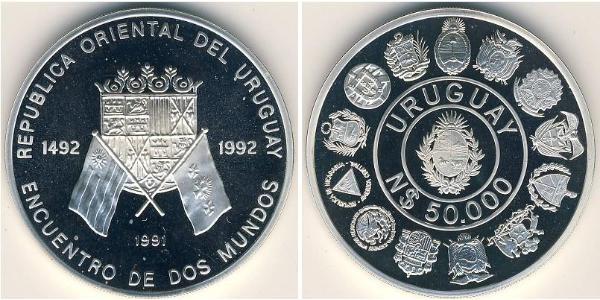 REPUBLICA ORIENTAL DEL URUGUAY
1492 1992
1991
ENCUENTRO DE DOS MUNDOS
URUGUAY
N$ 50.000